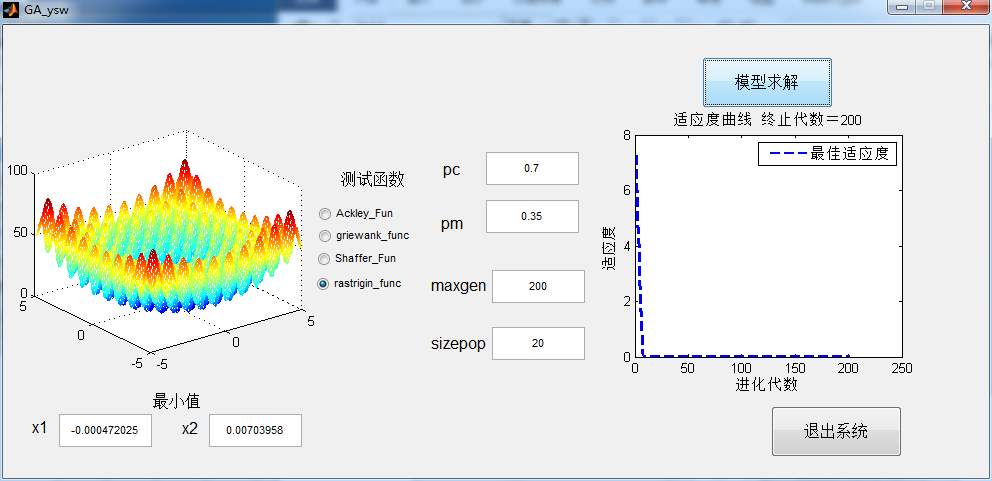 GA_ysw
模型求解
适应度曲线 终止代数＝200
100
50
0
5
0
-5
-5
0
5
测试函数
Ackley_Fun
griewank_func
Shaffer_Fun
rastrigin_func
pc
0.7
pm
0.35
maxgen
200
sizepop
20
最佳适应度
适应度
8
6
4
2
0
0
50
100
150
200
250
进化代数
最小值
x1
-0.000472025
x2
0.00703958
退出系统